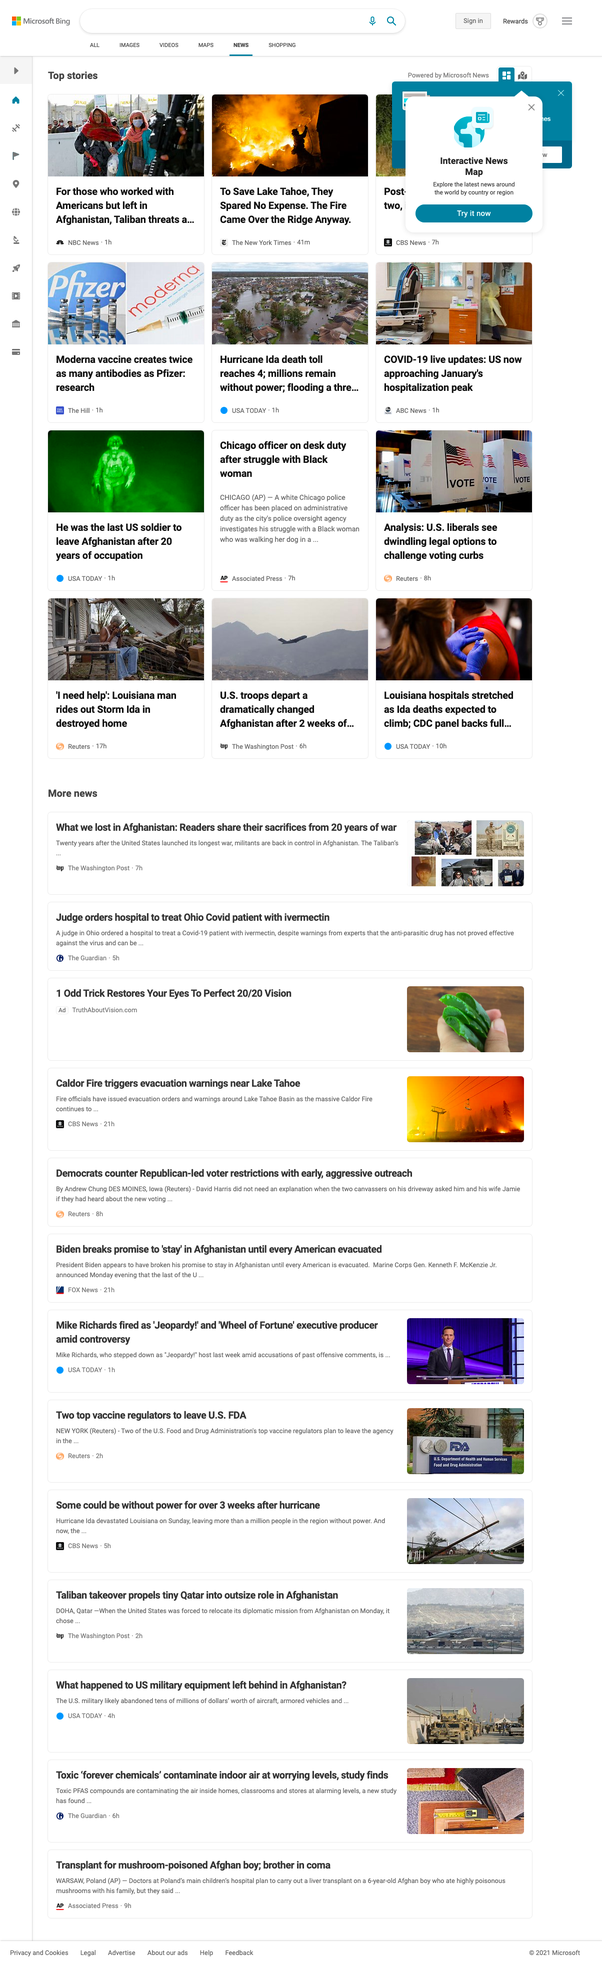 Microsoft Bing
Sign in
Rewards
ALL
IMAGES
VIDEOS
MAPS
NEWS
SHOPPING
Top stories
Powered by Microsoft News
Interactive News
Map
Explore the latest news around
the world by country or region
Try it now
For those who worked with
Americans but left in
Afghanistan, Taliban threats a...
NBC News · 1h
To Save Lake Tahoe, They
Spared No Expense. The Fire
Came Over the Ridge Anyway.
The New York Times · 41m
Post-
two,
CBS News · 7h
Pfizer
moderna
Moderna vaccine creates twice
as many antibodies as Pfizer:
research
The Hill · 1h
Hurricane Ida death toll
reaches 4; millions remain
without power; flooding a thre...
USA TODAY · 1h
COVID-19 live updates: US now
approaching January's
hospitalization peak
ABC News · 1h
He was the last US soldier to
leave Afghanistan after 20
years of occupation
USA TODAY · 1h
Chicago officer on desk duty
after struggle with Black
woman
CHICAGO (AP) — A white Chicago police
officer has been placed on administrative
duty as the city's police oversight agency
investigates his struggle with a Black woman
who was walking her dog in a ...
AP Associated Press · 7h
VOTE
VOTE
Analysis: U.S. liberals see
dwindling legal options to
challenge voting curbs
Reuters · 8h
'I need help': Louisiana man
rides out Storm Ida in
destroyed home
Reuters · 17h
U.S. troops depart a
dramatically changed
Afghanistan after 2 weeks of...
wp The Washington Post · 6h
Louisiana hospitals stretched
as Ida deaths expected to
climb; CDC panel backs full...
USA TODAY · 10h
More news
What we lost in Afghanistan: Readers share their sacrifices from 20 years of war
Twenty years after the United States launched its longest war, militants are back in control in Afghanistan. The Taliban's
...
wp The Washington Post · 7h
Judge orders hospital to treat Ohio Covid patient with ivermectin
A judge in Ohio ordered a hospital to treat a Covid-19 patient with ivermectin, despite warnings from experts that the anti-parasitic drug has not proved effective
against the virus and can be ...
The Guardian · 5h
1 Odd Trick Restores Your Eyes To Perfect 20/20 Vision
Ad TruthAboutVision.com
Caldor Fire triggers evacuation warnings near Lake Tahoe
Fire officials have issued evacuation orders and warnings around Lake Tahoe Basin as the massive Caldor Fire
continues to ...
CBS News · 21h
Democrats counter Republican-led voter restrictions with early, aggressive outreach
By Andrew Chung DES MOINES, Iowa (Reuters) - David Harris did not need an explanation when the two canvassers on his driveway asked him and his wife Jamie
if they had heard about the new voting ...
Reuters · 8h
Biden breaks promise to 'stay' in Afghanistan until every American evacuated
President Biden appears to have broken his promise to stay in Afghanistan until every American is evacuated. Marine Corps Gen. Kenneth F. McKenzie Jr.
announced Monday evening that the last of the U ...
FOX News · 21h
Mike Richards fired as 'Jeopardy!' and 'Wheel of Fortune' executive producer
amid controversy
Mike Richards, who stepped down as "Jeopardy!" host last week amid accusations of past offensive comments, is ...
USA TODAY · 1h
Two top vaccine regulators to leave U.S. FDA
NEW YORK (Reuters) - Two of the U.S. Food and Drug Administration's top vaccine regulators plan to leave the agency
in the ...
Reuters · 2h
FDA
U.S. Department of Health and Human Services
Food and Drug Administration
Some could be without power for over 3 weeks after hurricane
Hurricane Ida devastated Louisiana on Sunday, leaving more than a million people in the region without power. And
now, the ...
CBS News · 5h
Taliban takeover propels tiny Qatar into outsize role in Afghanistan
DOHA, Qatar —When the United States was forced to relocate its diplomatic mission from Afghanistan on Monday, it
chose ...
wp The Washington Post · 2h
What happened to US military equipment left behind in Afghanistan?
The U.S. military likely abandoned tens of millions of dollars' worth of aircraft, armored vehicles and ...
USA TODAY · 4h
Toxic 'forever chemicals' contaminate indoor air at worrying levels, study finds
Toxic PFAS compounds are contaminating the air inside homes, classrooms and stores at alarming levels, a new study
has found ...
The Guardian · 6h
Transplant for mushroom-poisoned Afghan boy; brother in coma
WARSAW, Poland (AP) — Doctors at Poland's main children's hospital plan to carry out a liver transplant on a 6-year-old Afghan boy who ate highly poisonous
mushrooms with his family, but they said ...
AP Associated Press · 9h
Privacy and Cookies
Legal
Advertise
About our ads
Help
Feedback
© 2021 Microsoft